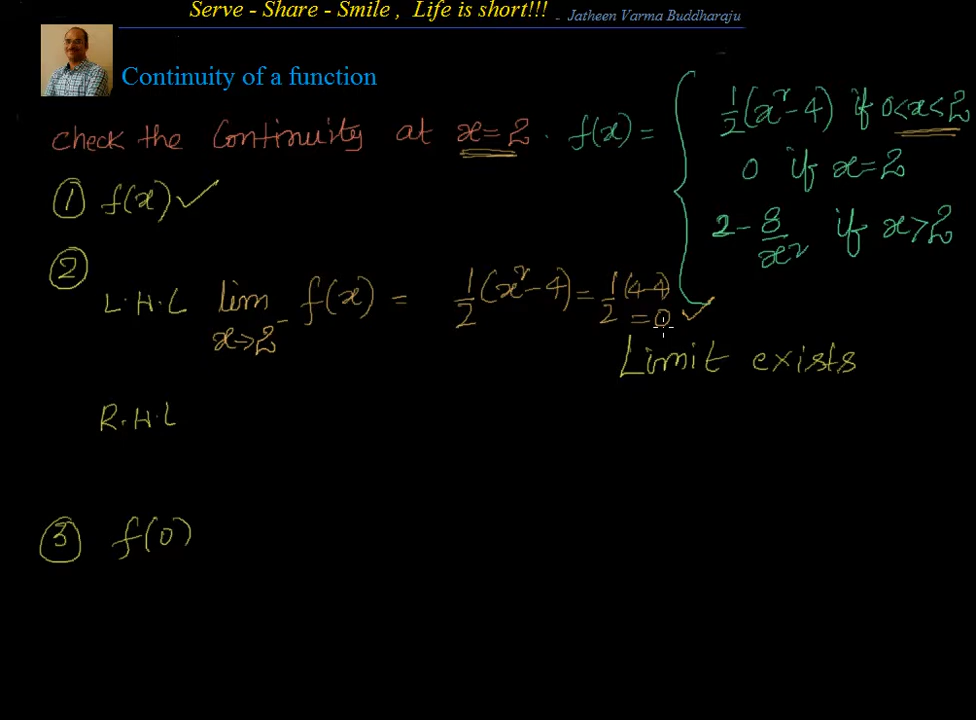 Serve - Share - Smile , Life is short!!! - Jatheen Varma Buddharaju
Continuity of a function
check the Continuity at x=2 . f(x) = { ½(x²-4) if 0<x<2
0 if x=2
2 - 8/x² if x>2
① f(x) ✓
②
L.H.L lim x→2⁻ f(x) = ½(x²-4) = ½(4-4)
= 0 ✓
Limit exists
R.H.L
③ f(0)